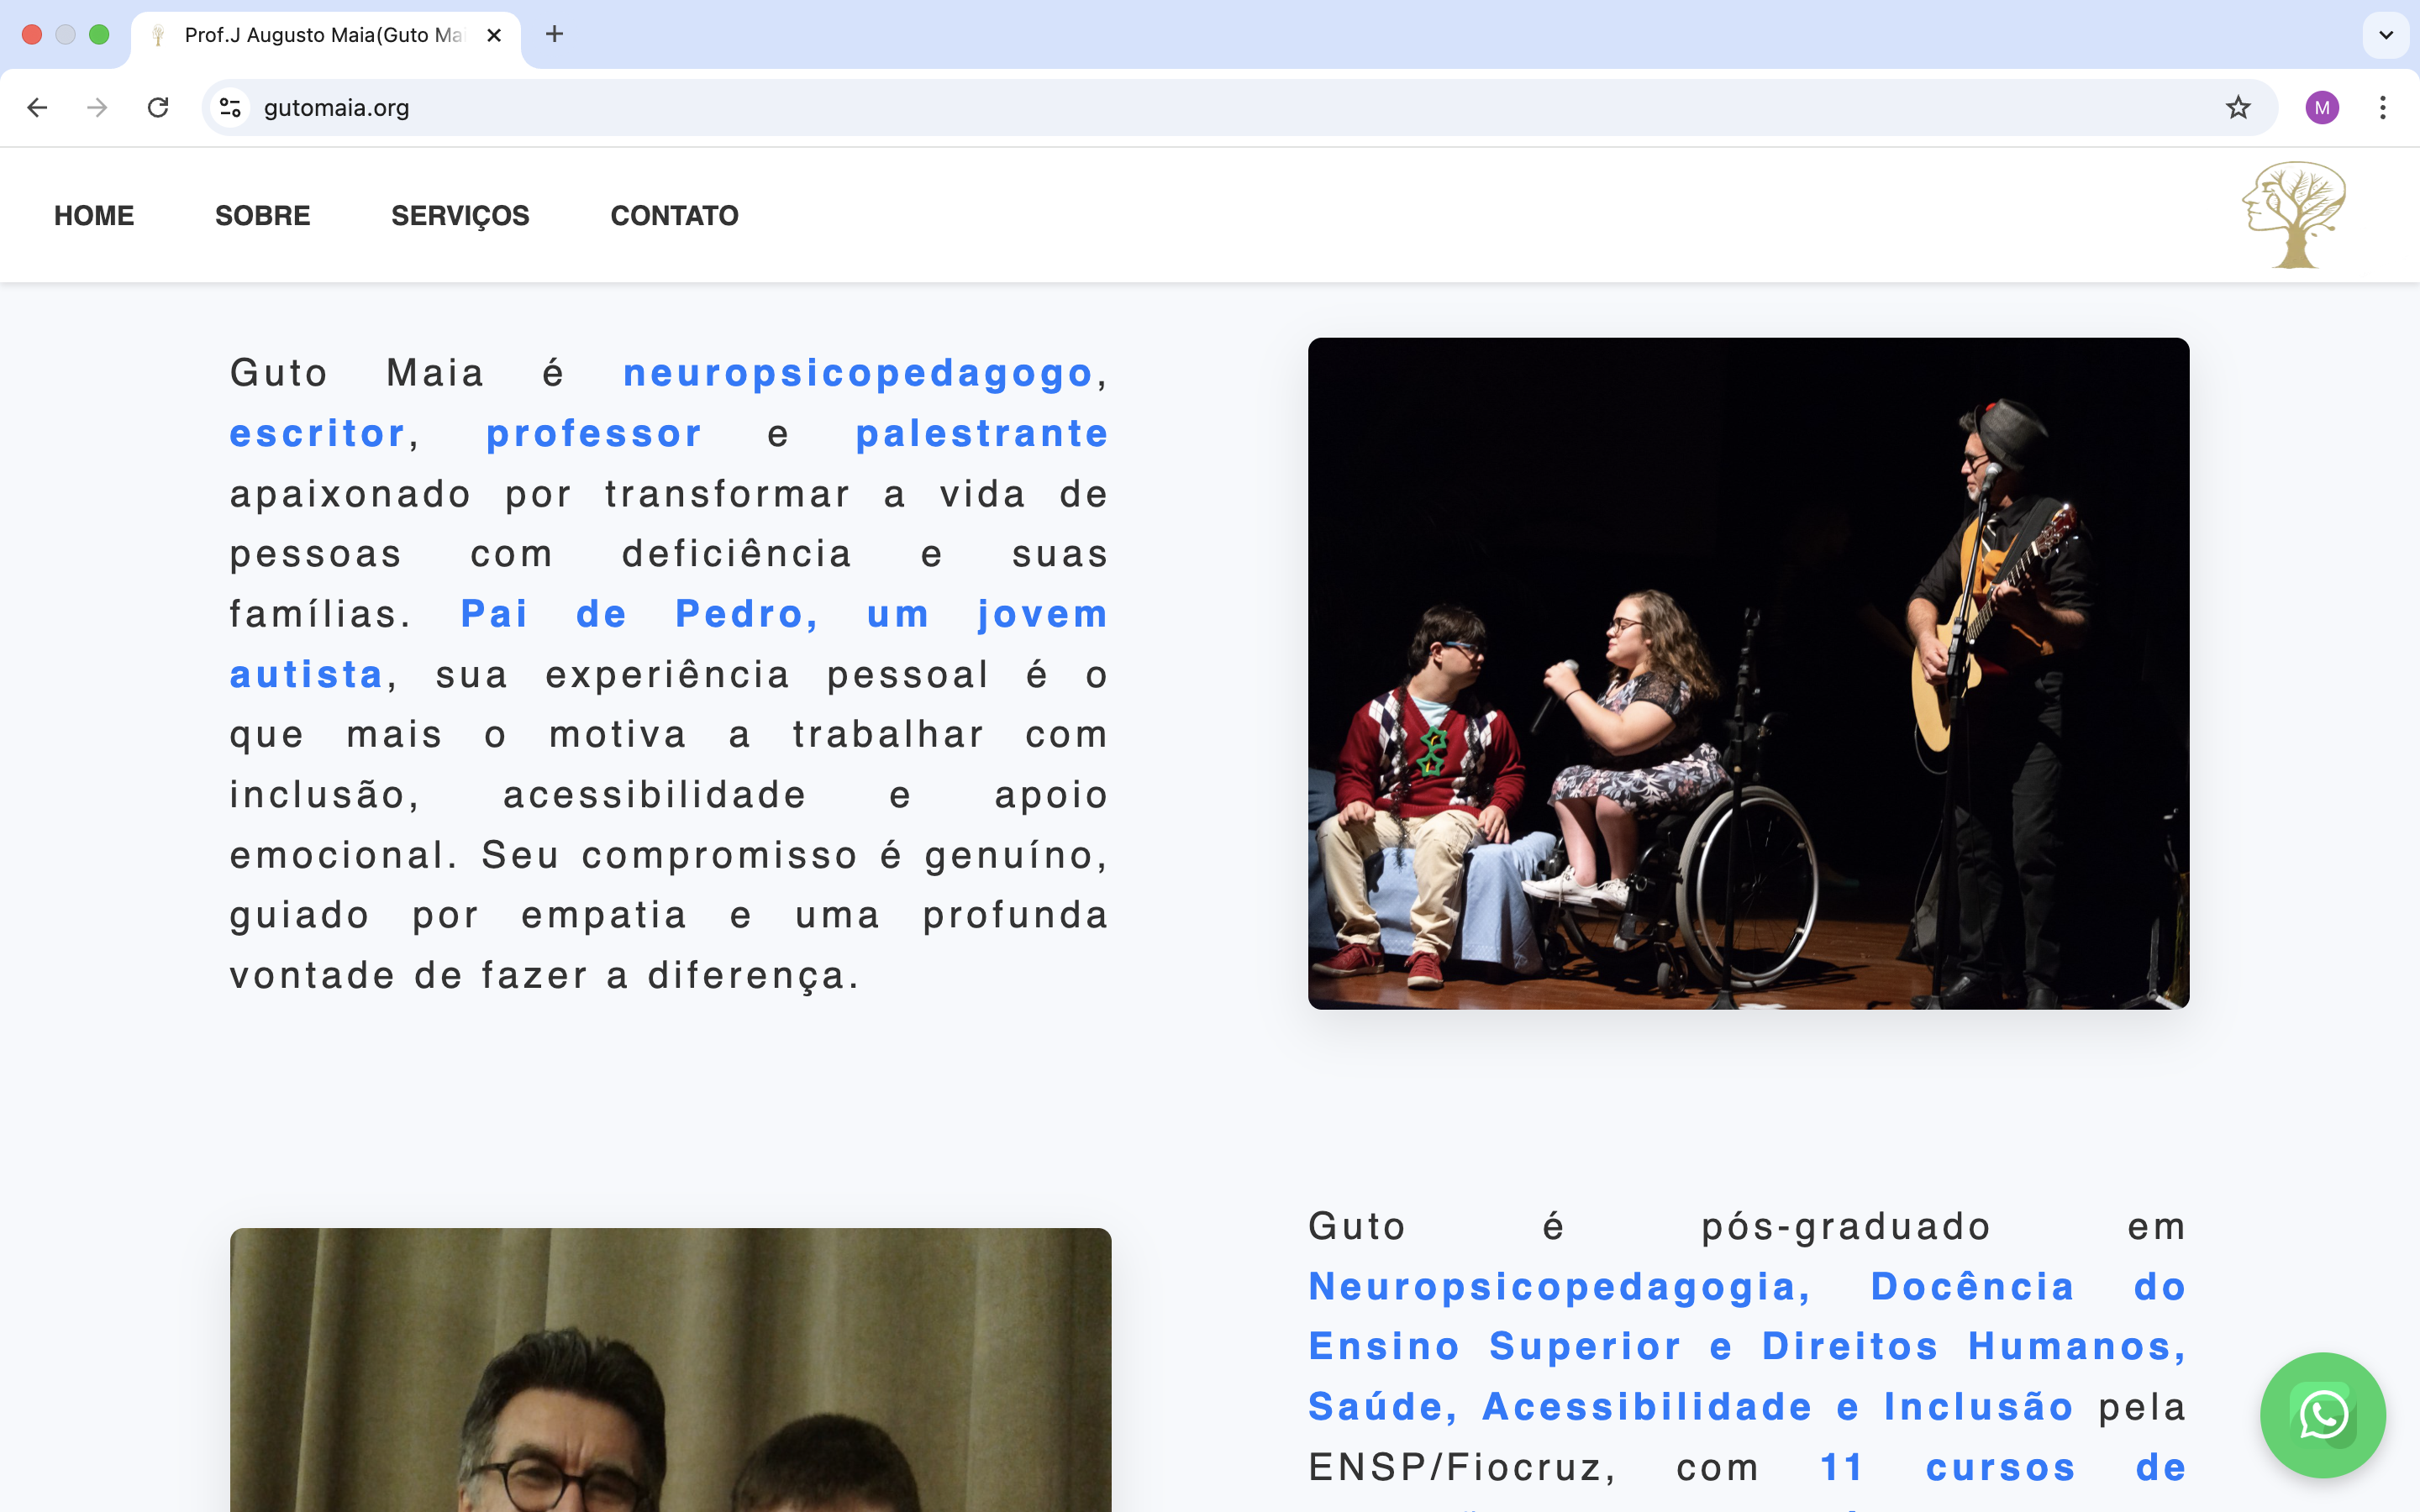 Prof.J Augusto Maia(Guto Mai
gutomaia.org
M
HOME SOBRE SERVIÇOS CONTATO
Guto Maia é neuropsicopedagogo,
escritor, professor e palestrante
apaixonado por transformar a vida de
pessoas com deficiência e suas
famílias. Pai de Pedro, um jovem
autista, sua experiência pessoal é o
que mais o motiva a trabalhar com
inclusão, acessibilidade e apoio
emocional. Seu compromisso é genuíno,
guiado por empatia e uma profunda
vontade de fazer a diferença.
Guto é pós-graduado em
Neuropsicopedagogia, Docência do
Ensino Superior e Direitos Humanos,
Saúde, Acessibilidade e Inclusão pela
ENSP/Fiocruz, com 11 cursos de